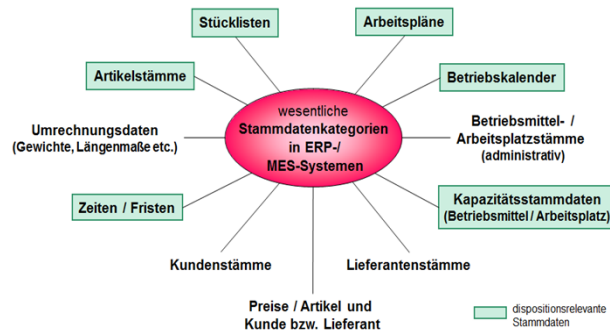 Stücklisten
Arbeitspläne
Artikelstämme
Betriebskalender
wesentliche
Stammdatenkategorien
in ERP-/
MES-Systemen
Umrechnungsdaten
(Gewichte, Längenmaße etc.)
Betriebsmittel- /
Arbeitsplatzstämme
(administrativ)
Zeiten / Fristen
Kapazitätsstammdaten
(Betriebsmittel / Arbeitsplatz)
Kundenstämme
Lieferantenstämme
Preise / Artikel und
Kunde bzw. Lieferant
dispositionsrelevante
Stammdaten